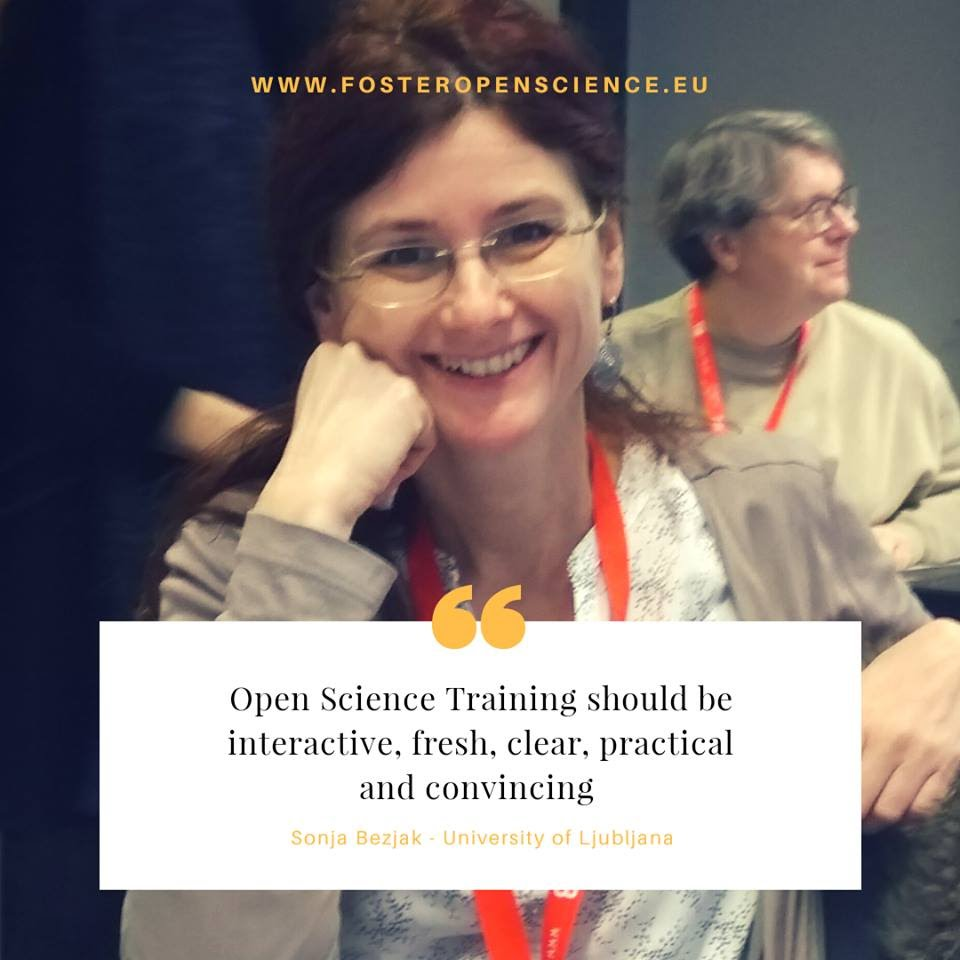 WWW.FOSTEROPENSCIENCE.EU
Open Science Training should be
interactive, fresh, clear, practical
and convincing
Sonja Bezjak - University of Ljubljana